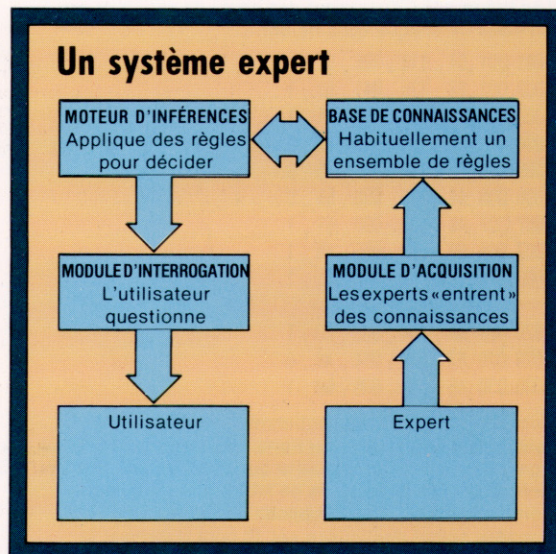 Un système expert
MOTEUR D'INFÉRENCES
Applique des règles
pour décider
BASE DE CONNAISSANCES
Habituellement un
ensemble de règles
MODULE D'INTERROGATION
L'utilisateur
questionne
MODULE D'ACQUISITION
Les experts «entrent»
des connaissances
Utilisateur
Expert